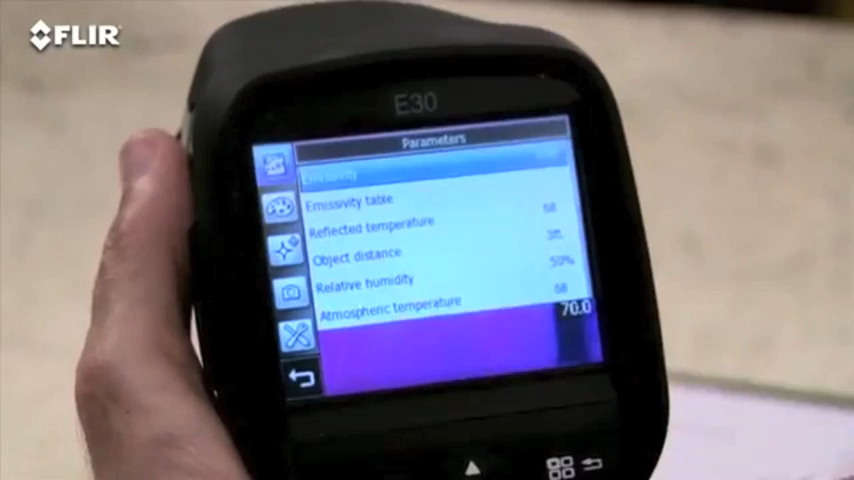 FLIR
E30
Parameters
Emissivity
Emissivity table
Reflected temperature 68
Object distance 3ft
Relative humidity 50%
Atmospheric temperature 68
70.0